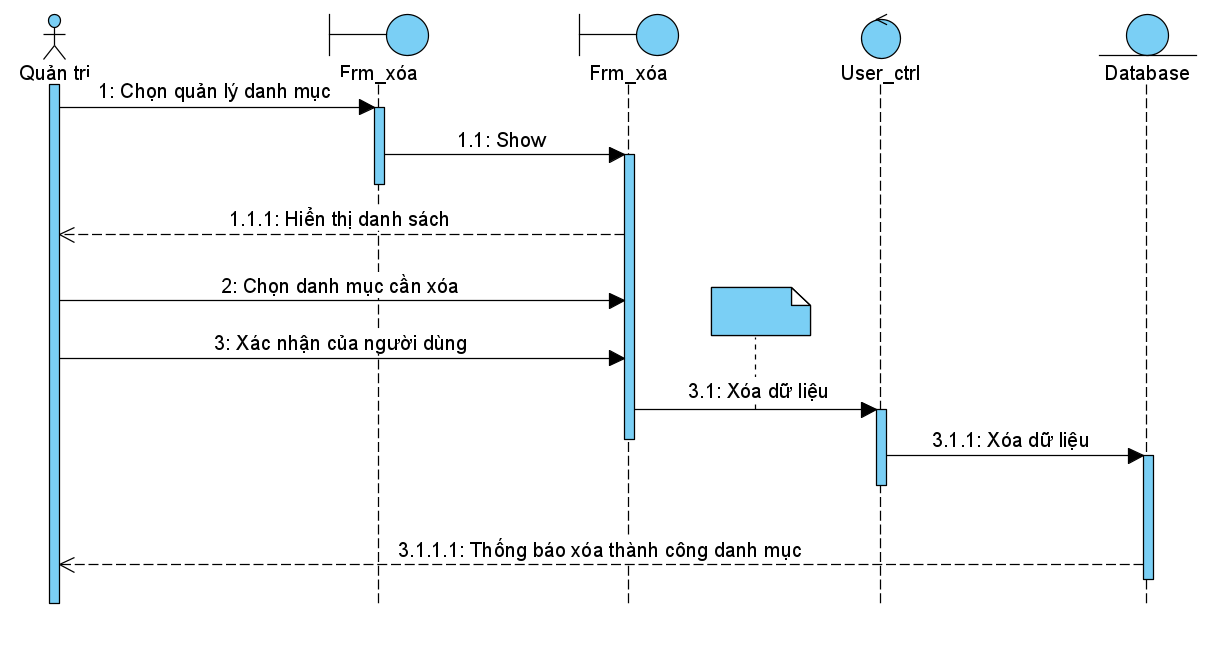 Quản tri
Frm_xóa
Frm_xóa
User_ctrl
Database
1: Chọn quản lý danh mục
1.1: Show
1.1.1: Hiển thị danh sách
2: Chọn danh mục cần xóa
3: Xác nhận của người dùng
3.1: Xóa dữ liệu
3.1.1: Xóa dữ liệu
3.1.1.1: Thống báo xóa thành công danh mục